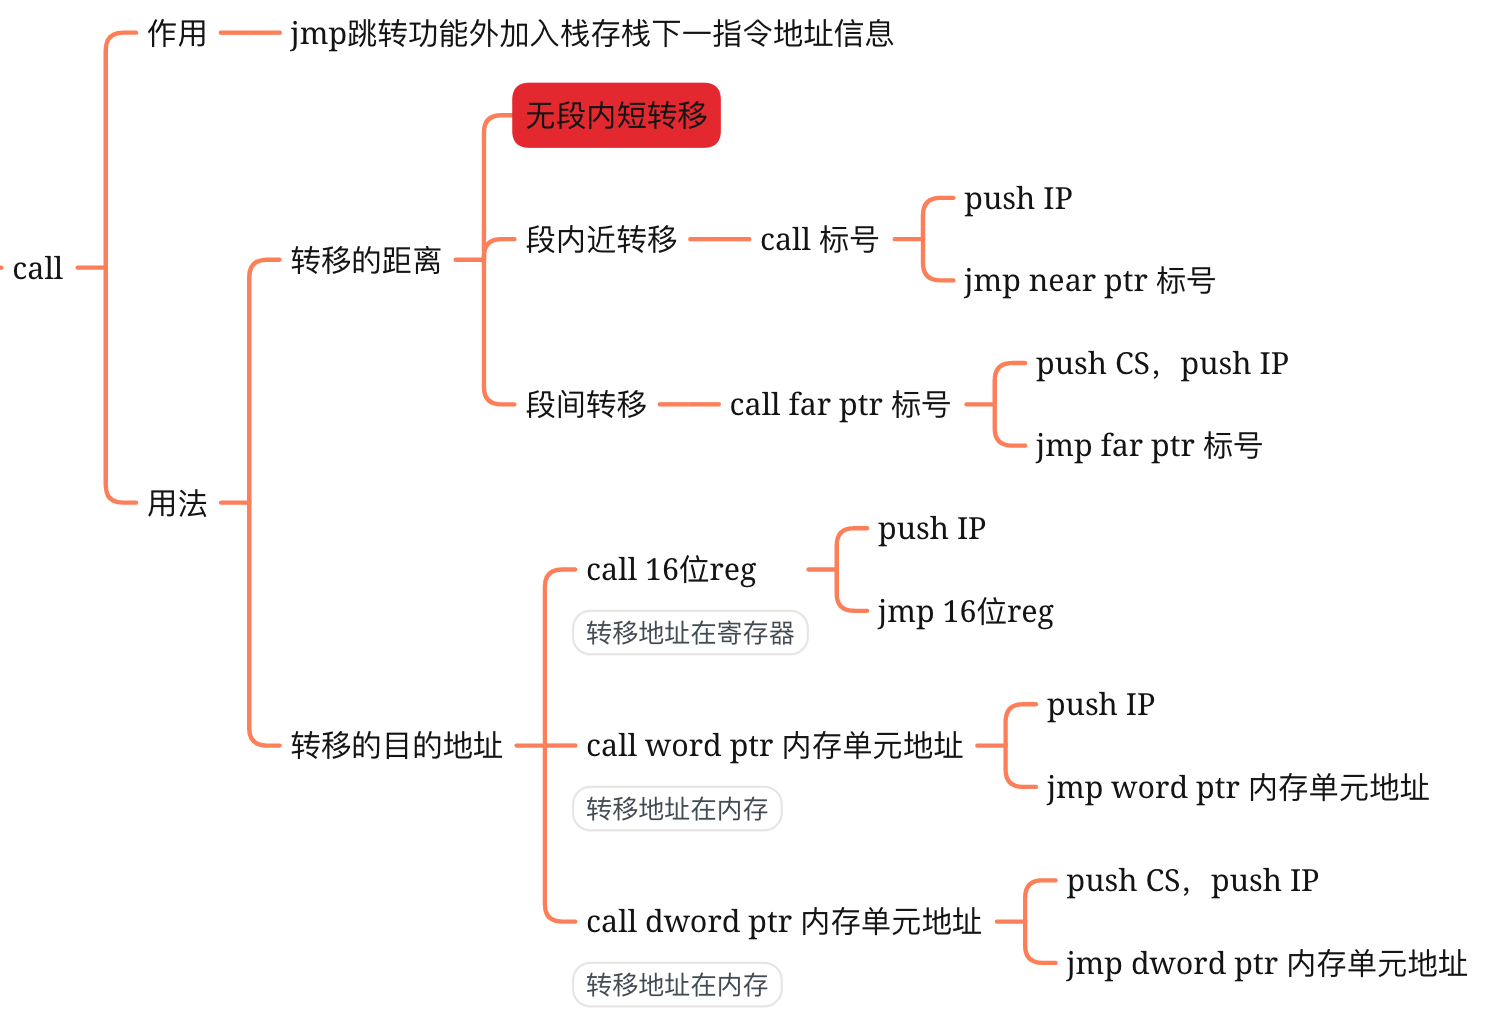 作用
jmp跳转功能外加入栈存栈下一指令地址信息
无段内短转移
push IP
段内近转移
call 标号
转移的距离
call
jmp near ptr 标号
push CS，push IP
段间转移
call far ptr 标号
jmp far ptr 标号
用法
push IP
call 16位reg
jmp 16位reg
转移地址在寄存器
push IP
转移的目的地址
call word ptr 内存单元地址
jmp word ptr 内存单元地址
转移地址在内存
push CS，push IP
call dword ptr 内存单元地址
jmp dword ptr 内存单元地址
转移地址在内存